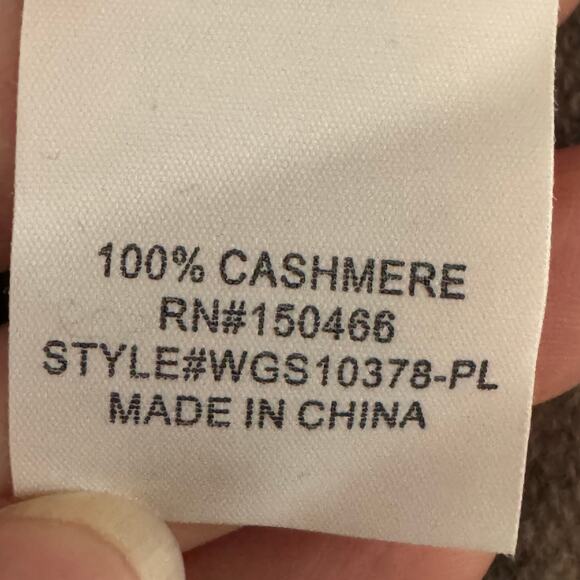 100% CASHMERE
RN#150466
STYLE#WGS10378-PL
MADE IN CHINA